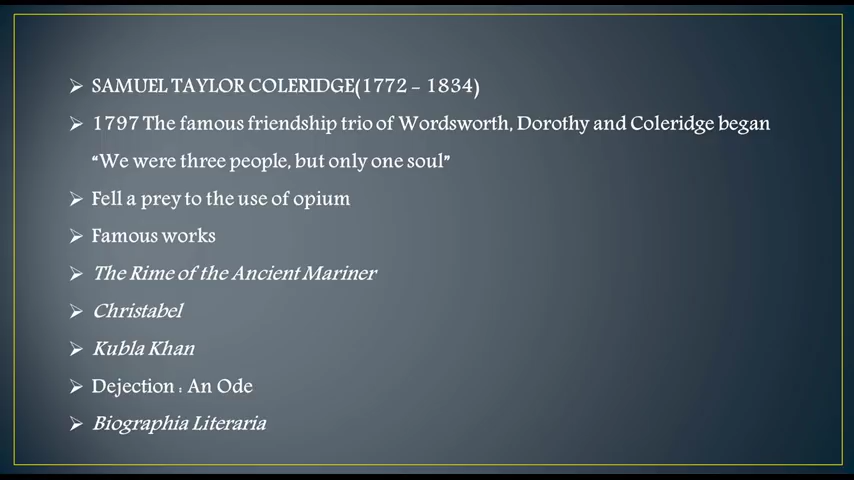 SAMUEL TAYLOR COLERIDGE(1772 – 1834)
1797 The famous friendship trio of Wordsworth, Dorothy and Coleridge began
“We were three people, but only one soul”
Fell a prey to the use of opium
Famous works
The Rime of the Ancient Mariner
Christabel
Kubla Khan
Dejection : An Ode
Biographia Literaria